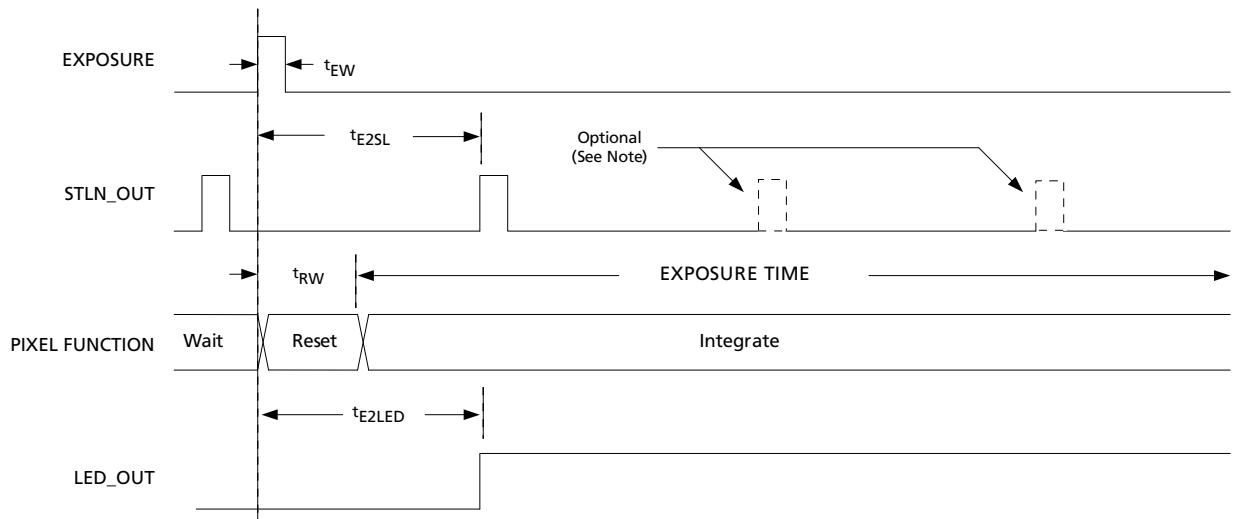 EXPOSURE
tEW
tE2SL
Optional
(See Note)
STLN_OUT
tRW
EXPOSURE TIME
PIXEL FUNCTION
Wait
Reset
Integrate
tE2LED
LED_OUT